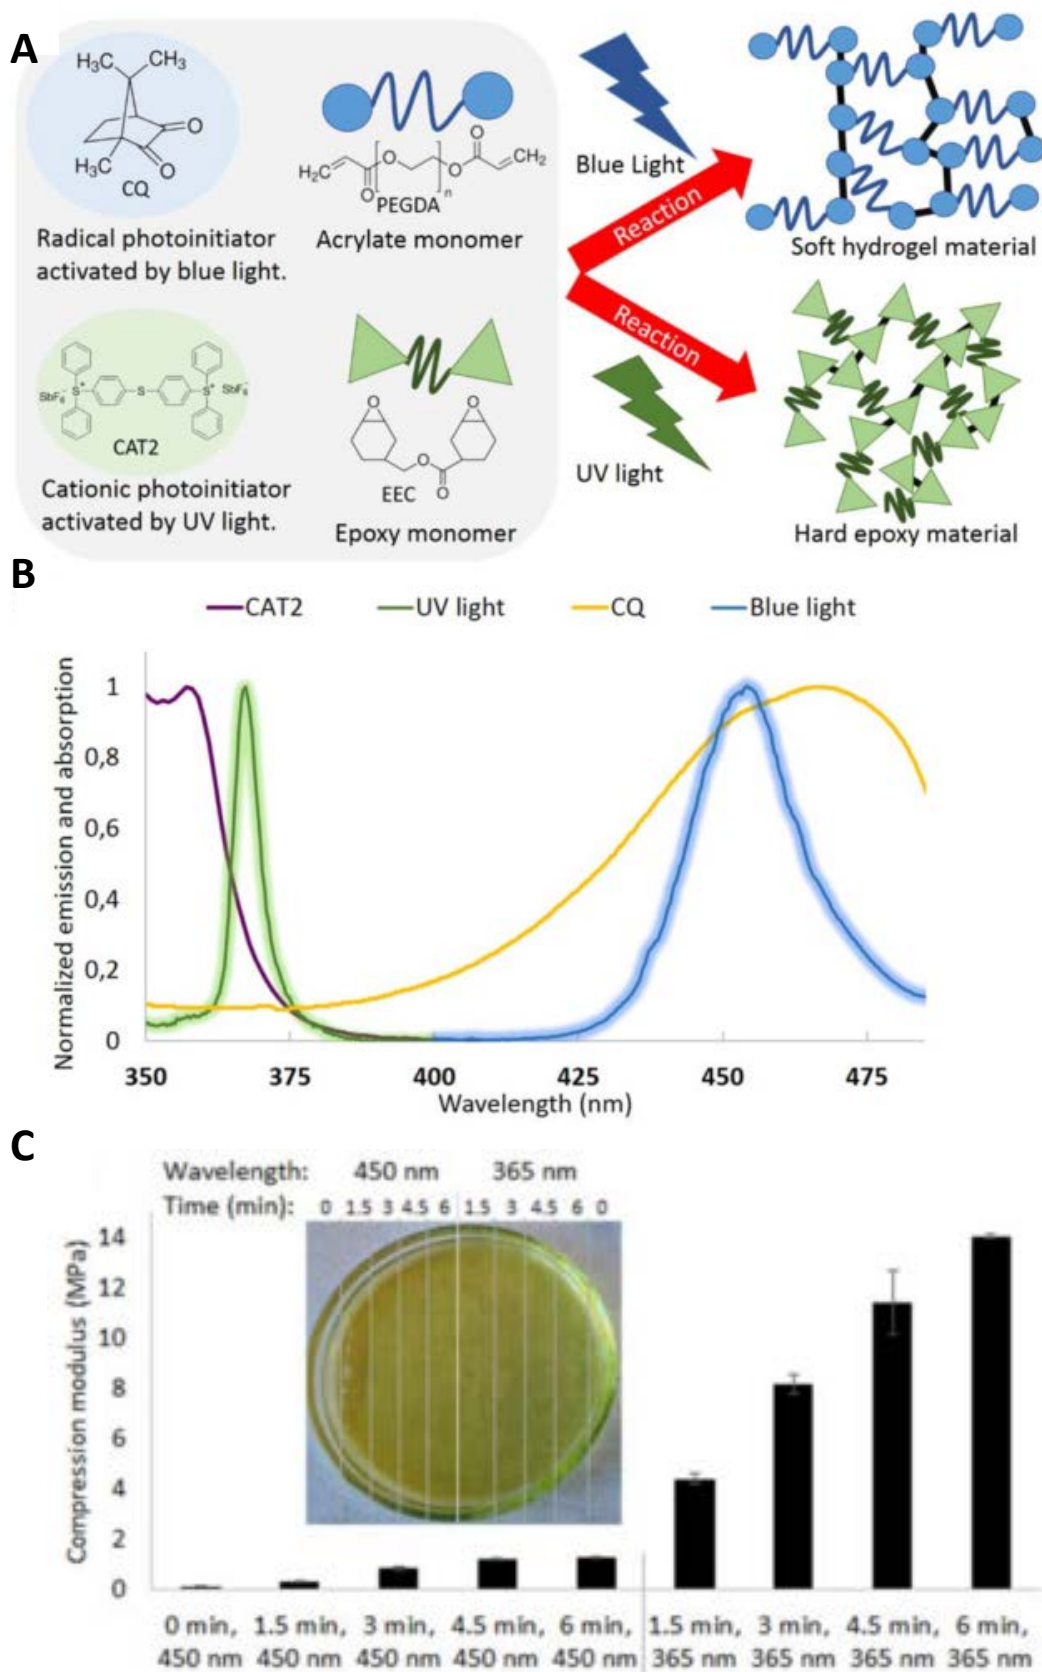 A
H₃C
CH₃
O
O
H₃C
CQ
Radical photoinitiator
activated by blue light.
H₂C
O
O
n
O
O
CH₂
PEGDA
Acrylate monomer
Blue Light
Reaction
Soft hydrogel material
SbF₆⁻
S⁺
S
S⁺
SbF₆⁻
CAT2
Cationic photoinitiator
activated by UV light.
O
O
O
O
EEC
Epoxy monomer
Reaction
UV light
Hard epoxy material
B
CAT2 UV light CQ Blue light
Normalized emission and absorption
1
0,8
0,6
0,4
0,2
0
350 375 400 425 450 475
Wavelength (nm)
C
Wavelength: 450 nm 365 nm
Time (min): 0 1.5 3 4.5 6 1.5 3 4.5 6 0
Compression modulus (MPa)
14
12
10
8
6
4
2
0
0 min, 1.5 min, 3 min, 4.5 min, 6 min, 1.5 min, 3 min, 4.5 min, 6 min,
450 nm 450 nm 450 nm 450 nm 450 nm 365 nm 365 nm 365 nm 365 nm